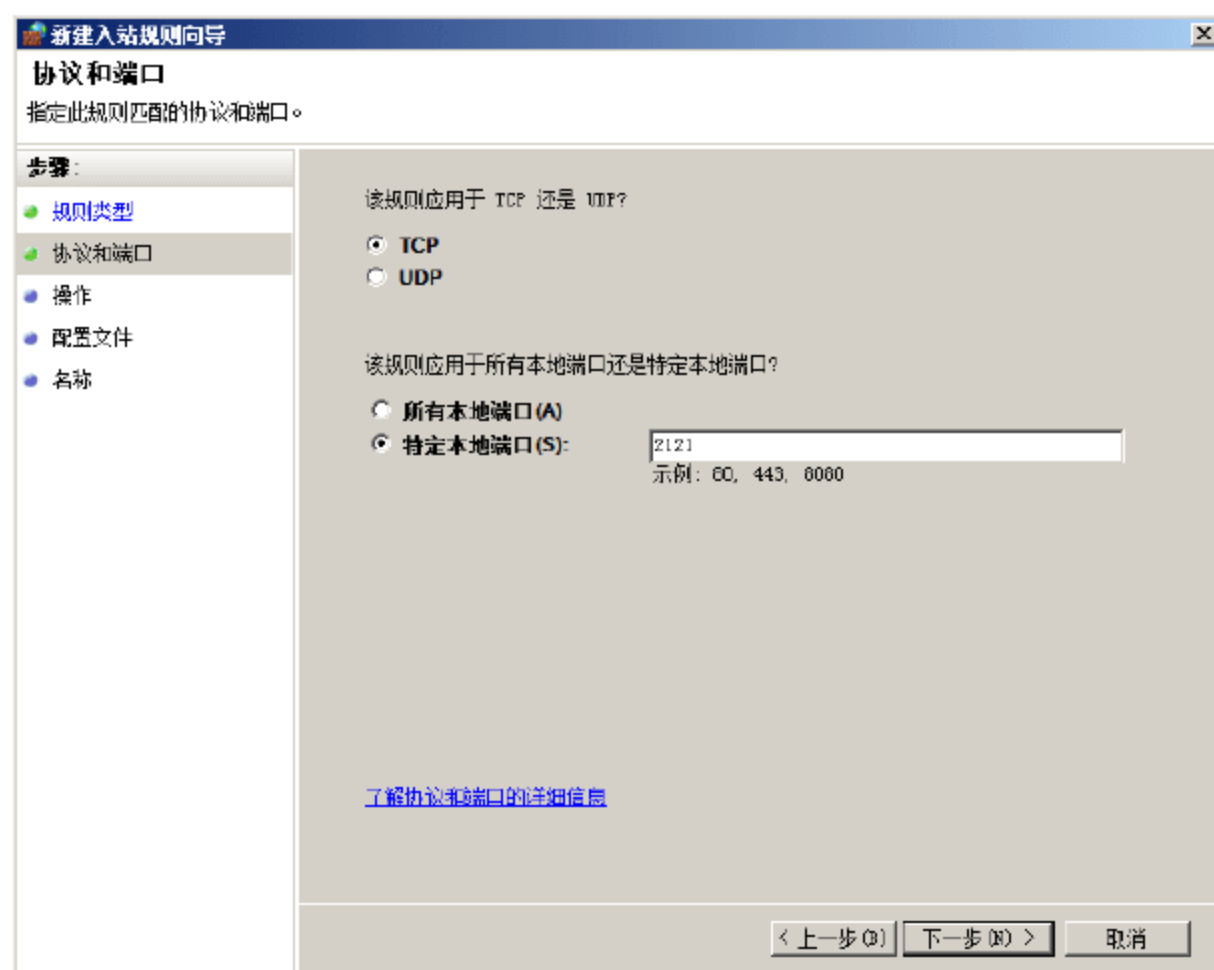 新建入站规则向导
协议和端口
指定此规则匹配的协议和端口。
步骤:
规则类型
协议和端口
操作
配置文件
名称
该规则应用于 TCP 还是 UDP?
TCP
UDP
该规则应用于所有本地端口还是特定本地端口?
所有本地端口(A)
特定本地端口(S): 2121
示例: 80, 443, 8080
了解协议和端口的详细信息
< 上一步(B) 下一步(N) > 取消